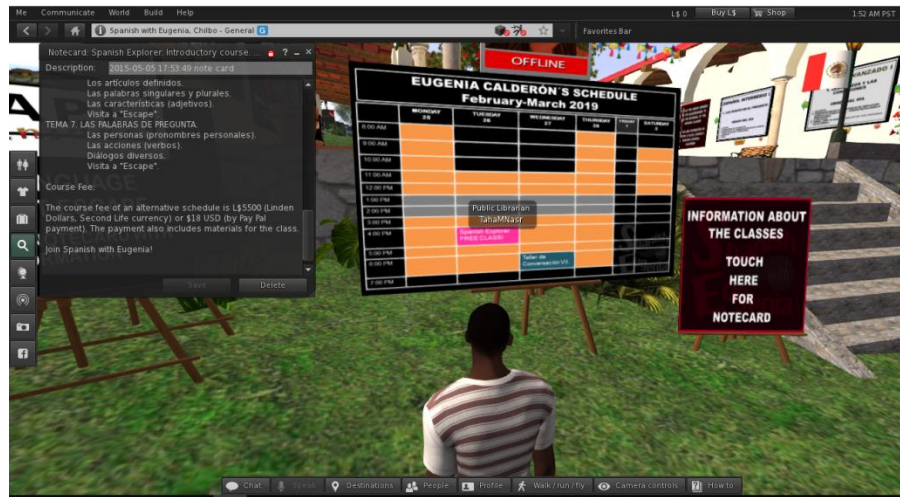 Me Communicate World Build Help
L$ 0 Buy L$ Shop 1:52 AM PST
Spanish with Eugenia, Chilbo - General G
Favorites Bar
Notecard: Spanish Explorer. Introductory course....
Description: 2015-05-05 17:53:49 note card
Los artículos definidos.
Las palabras singulares y plurales.
Las características (adjetivos).
Visita a "Escape"
TEMA 7. LAS PALABRAS DE PREGUNTA.
Las personas (pronombres personales).
Las acciones (verbos).
Diálogos diversos.
Visita a "Escape".
Course Fee:
The course fee of an alternative schedule is L$5500 (Linden
Dollars, Second Life currency) or $18 USD (by Pay Pal
payment). The payment also includes materials for the class.
Join Spanish with Eugenia!
Save Delete
OFFLINE
EUGENIA CALDERÓN´S SCHEDULE
February-March 2019
MONDAY TUESDAY WEDNESDAY THURSDAY FRIDAY SATURDAY
25 26 27 28
8:00 AM
9:00 AM
10:00 AM
11:00 AM
12:00 PM
1:00 PM
2:00 PM
3:00 PM
4:00 PM
5:00 PM
6:00 PM
7:00 PM
Spanish Explorer
FREE CLASS!
Taller de
Conversación
Public Librarian
TahaMNasr
INFORMATION ABOUT
THE CLASSES
TOUCH
HERE
FOR
NOTECARD
AVANZADO I
ESPAÑOL INTERMEDIO
Chat Speak Destinations People Profile Walk / run / fly Camera controls How to